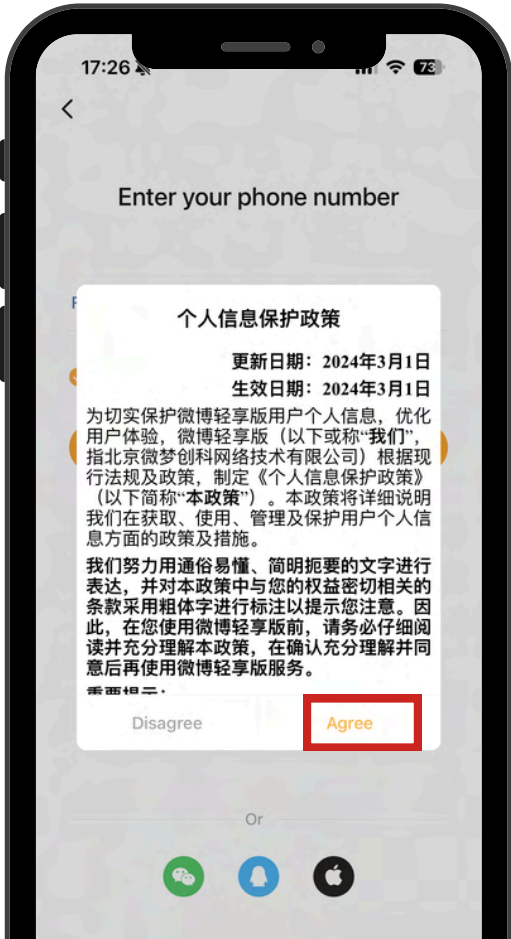 17:26
73
Enter your phone number
个人信息保护政策
更新日期：2024年3月1日
生效日期：2024年3月1日
为切实保护微博轻享版用户个人信息，优化
用户体验，微博轻享版（以下或称“我们”，
指北京微梦创科网络技术有限公司）根据现
行法规及政策，制定《个人信息保护政策》
（以下简称“本政策”）。本政策将详细说明
我们在获取、使用、管理及保护用户个人信
息方面的政策及措施。
我们努力用通俗易懂、简明扼要的文字进行
表达，并对本政策中与您的权益密切相关的
条款采用粗体字进行标注以提示您注意。因
此，在您使用微博轻享版前，请务必仔细阅
读并充分理解本政策，在确认充分理解并同
意后再使用微博轻享版服务。
重要提示：
Disagree
Agree
Or